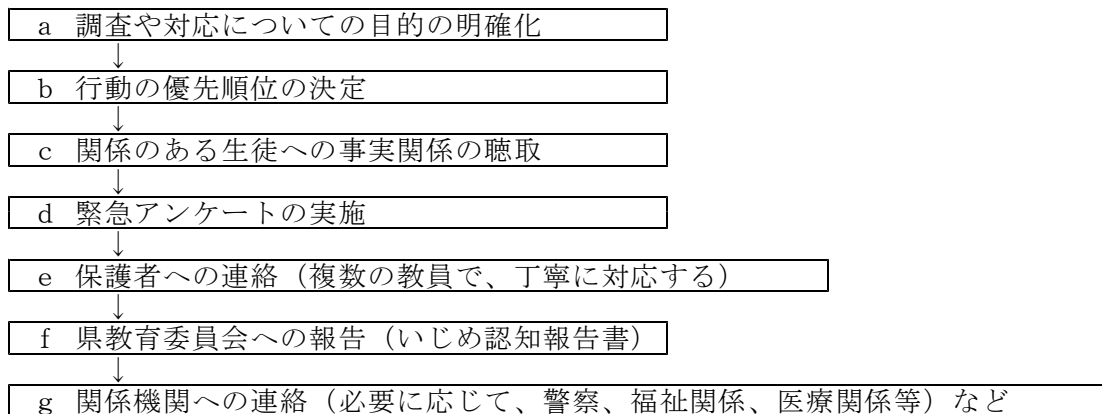 a 調査や対応についての目的の明確化
↓
b 行動の優先順位の決定
↓
c 関係のある生徒への事実関係の聴取
↓
d 緊急アンケートの実施
↓
e 保護者への連絡（複数の教員で、丁寧に対応する）
↓
f 県教育委員会への報告（いじめ認知報告書）
↓
g 関係機関への連絡（必要に応じて、警察、福祉関係、医療関係等）など